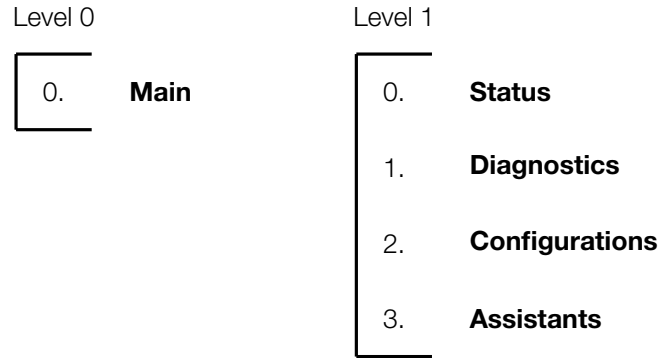 Level 0
0. Main
Level 1
0. Status
1. Diagnostics
2. Configurations
3. Assistants